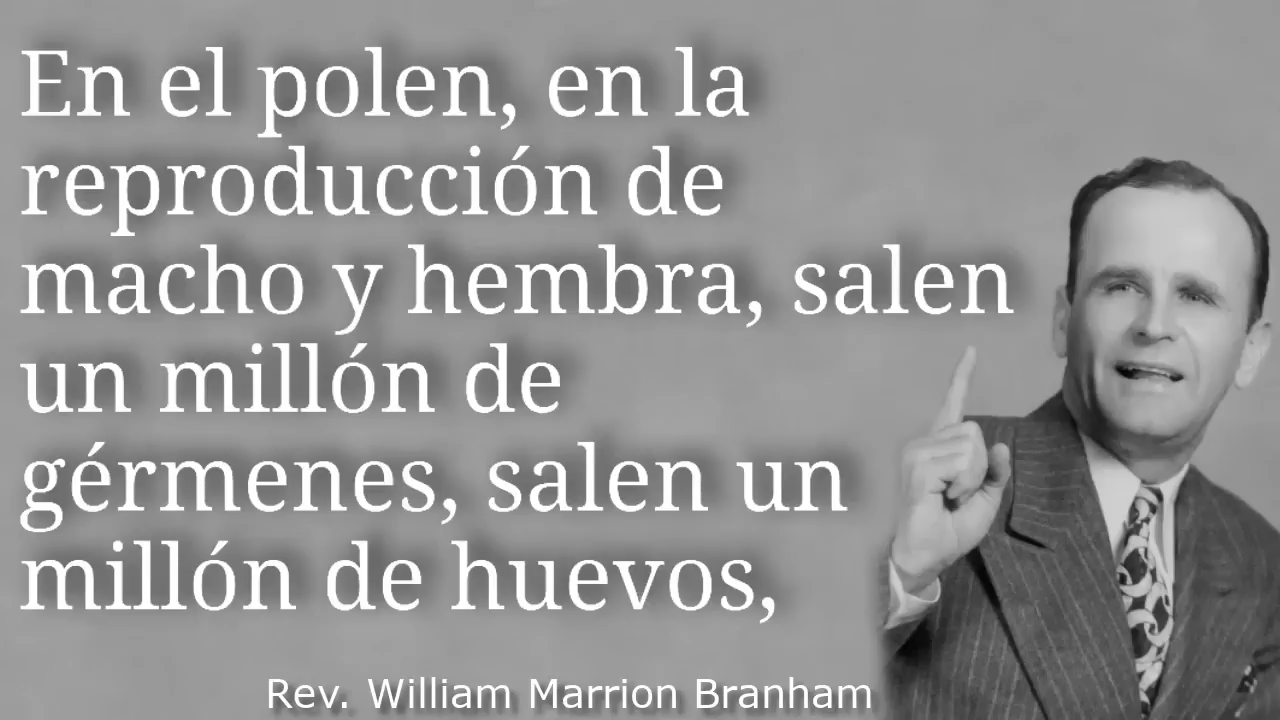 En el polen, en la
reproducción de
macho y hembra, salen
un millón de
gérmenes, salen un
millón de huevos,
Rev. William Marrion Branham